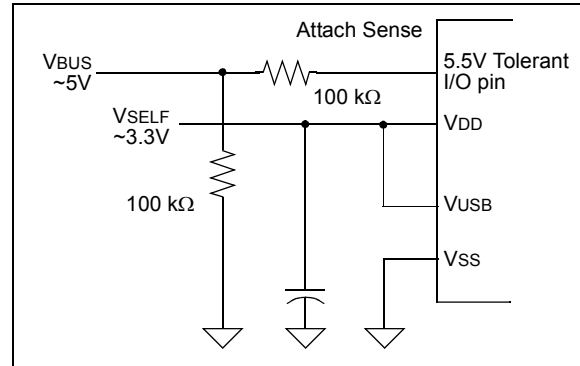 Attach Sense
VBUS
~5V
5.5V Tolerant
I/O pin
100 kΩ
VSELF
~3.3V
VDD
100 kΩ
VUSB
VSS